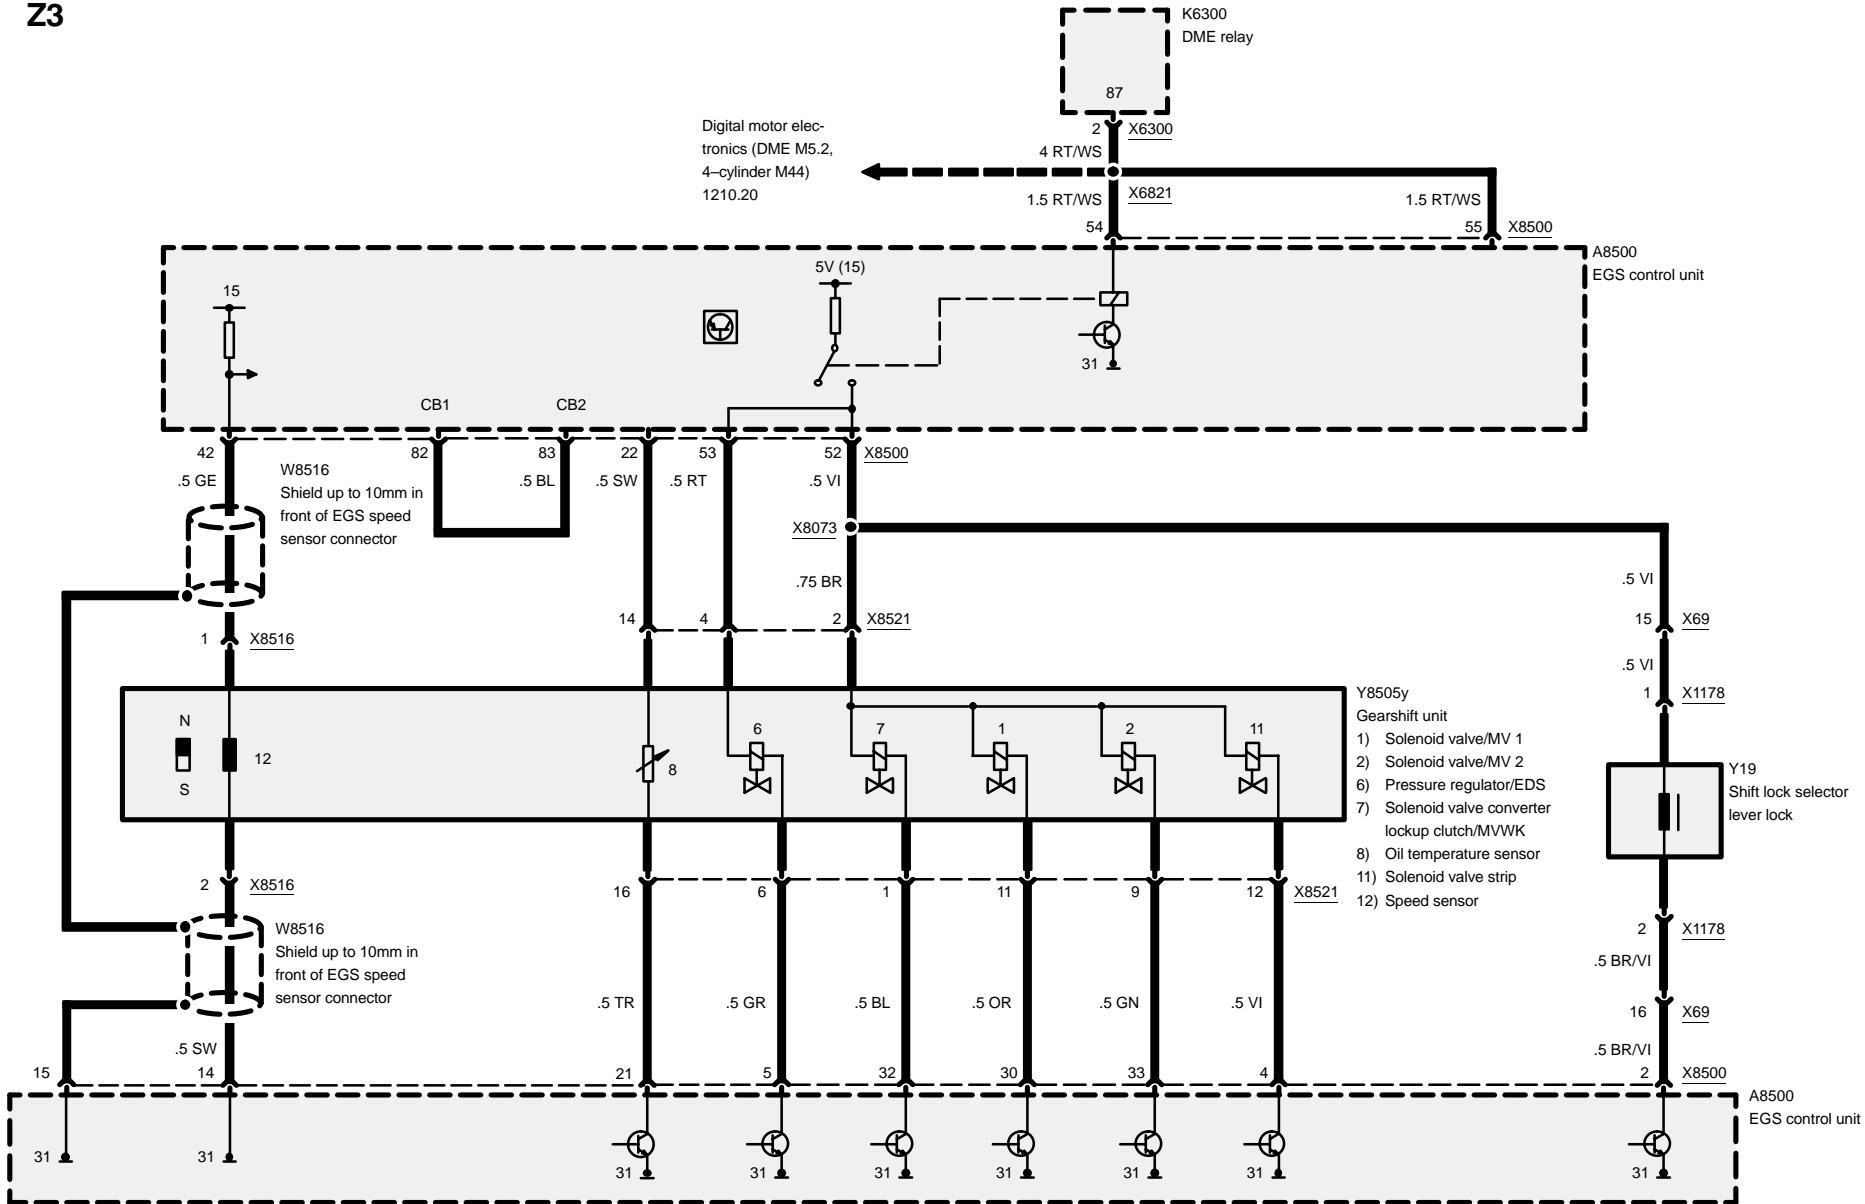 Z3
K6300
DME relay
87
2
X6300
Digital motor elec-
tronics (DME M5.2,
4–cylinder M44)
1210.20
4 RT/WS
X6821
1.5 RT/WS
1.5 RT/WS
54
55
X8500
A8500
EGS control unit
15
5V (15)
31
CB1
CB2
42
82
83
22
53
52
X8500
.5 GE
W8516
Shield up to 10mm in
front of EGS speed
sensor connector
.5 BL
.5 SW
.5 RT
.5 VI
X8073
.75 BR
.5 VI
14
4
2
X8521
15
X69
1
X8516
.5 VI
1
X1178
N
S
12
8
6
7
1
2
11
Y8505y
Gearshift unit
1) Solenoid valve/MV 1
2) Solenoid valve/MV 2
6) Pressure regulator/EDS
7) Solenoid valve converter
lockup clutch/MVWK
8) Oil temperature sensor
11) Solenoid valve strip
12) Speed sensor
Y19
Shift lock selector
lever lock
2
X8516
16
6
1
11
9
12
X8521
2
X1178
W8516
Shield up to 10mm in
front of EGS speed
sensor connector
.5 BR/VI
.5 TR
.5 GR
.5 BL
.5 OR
.5 GN
.5 VI
16
X69
.5 SW
.5 BR/VI
15
14
21
5
32
30
33
4
2
X8500
A8500
EGS control unit
31
31
31
31
31
31
31
31
31